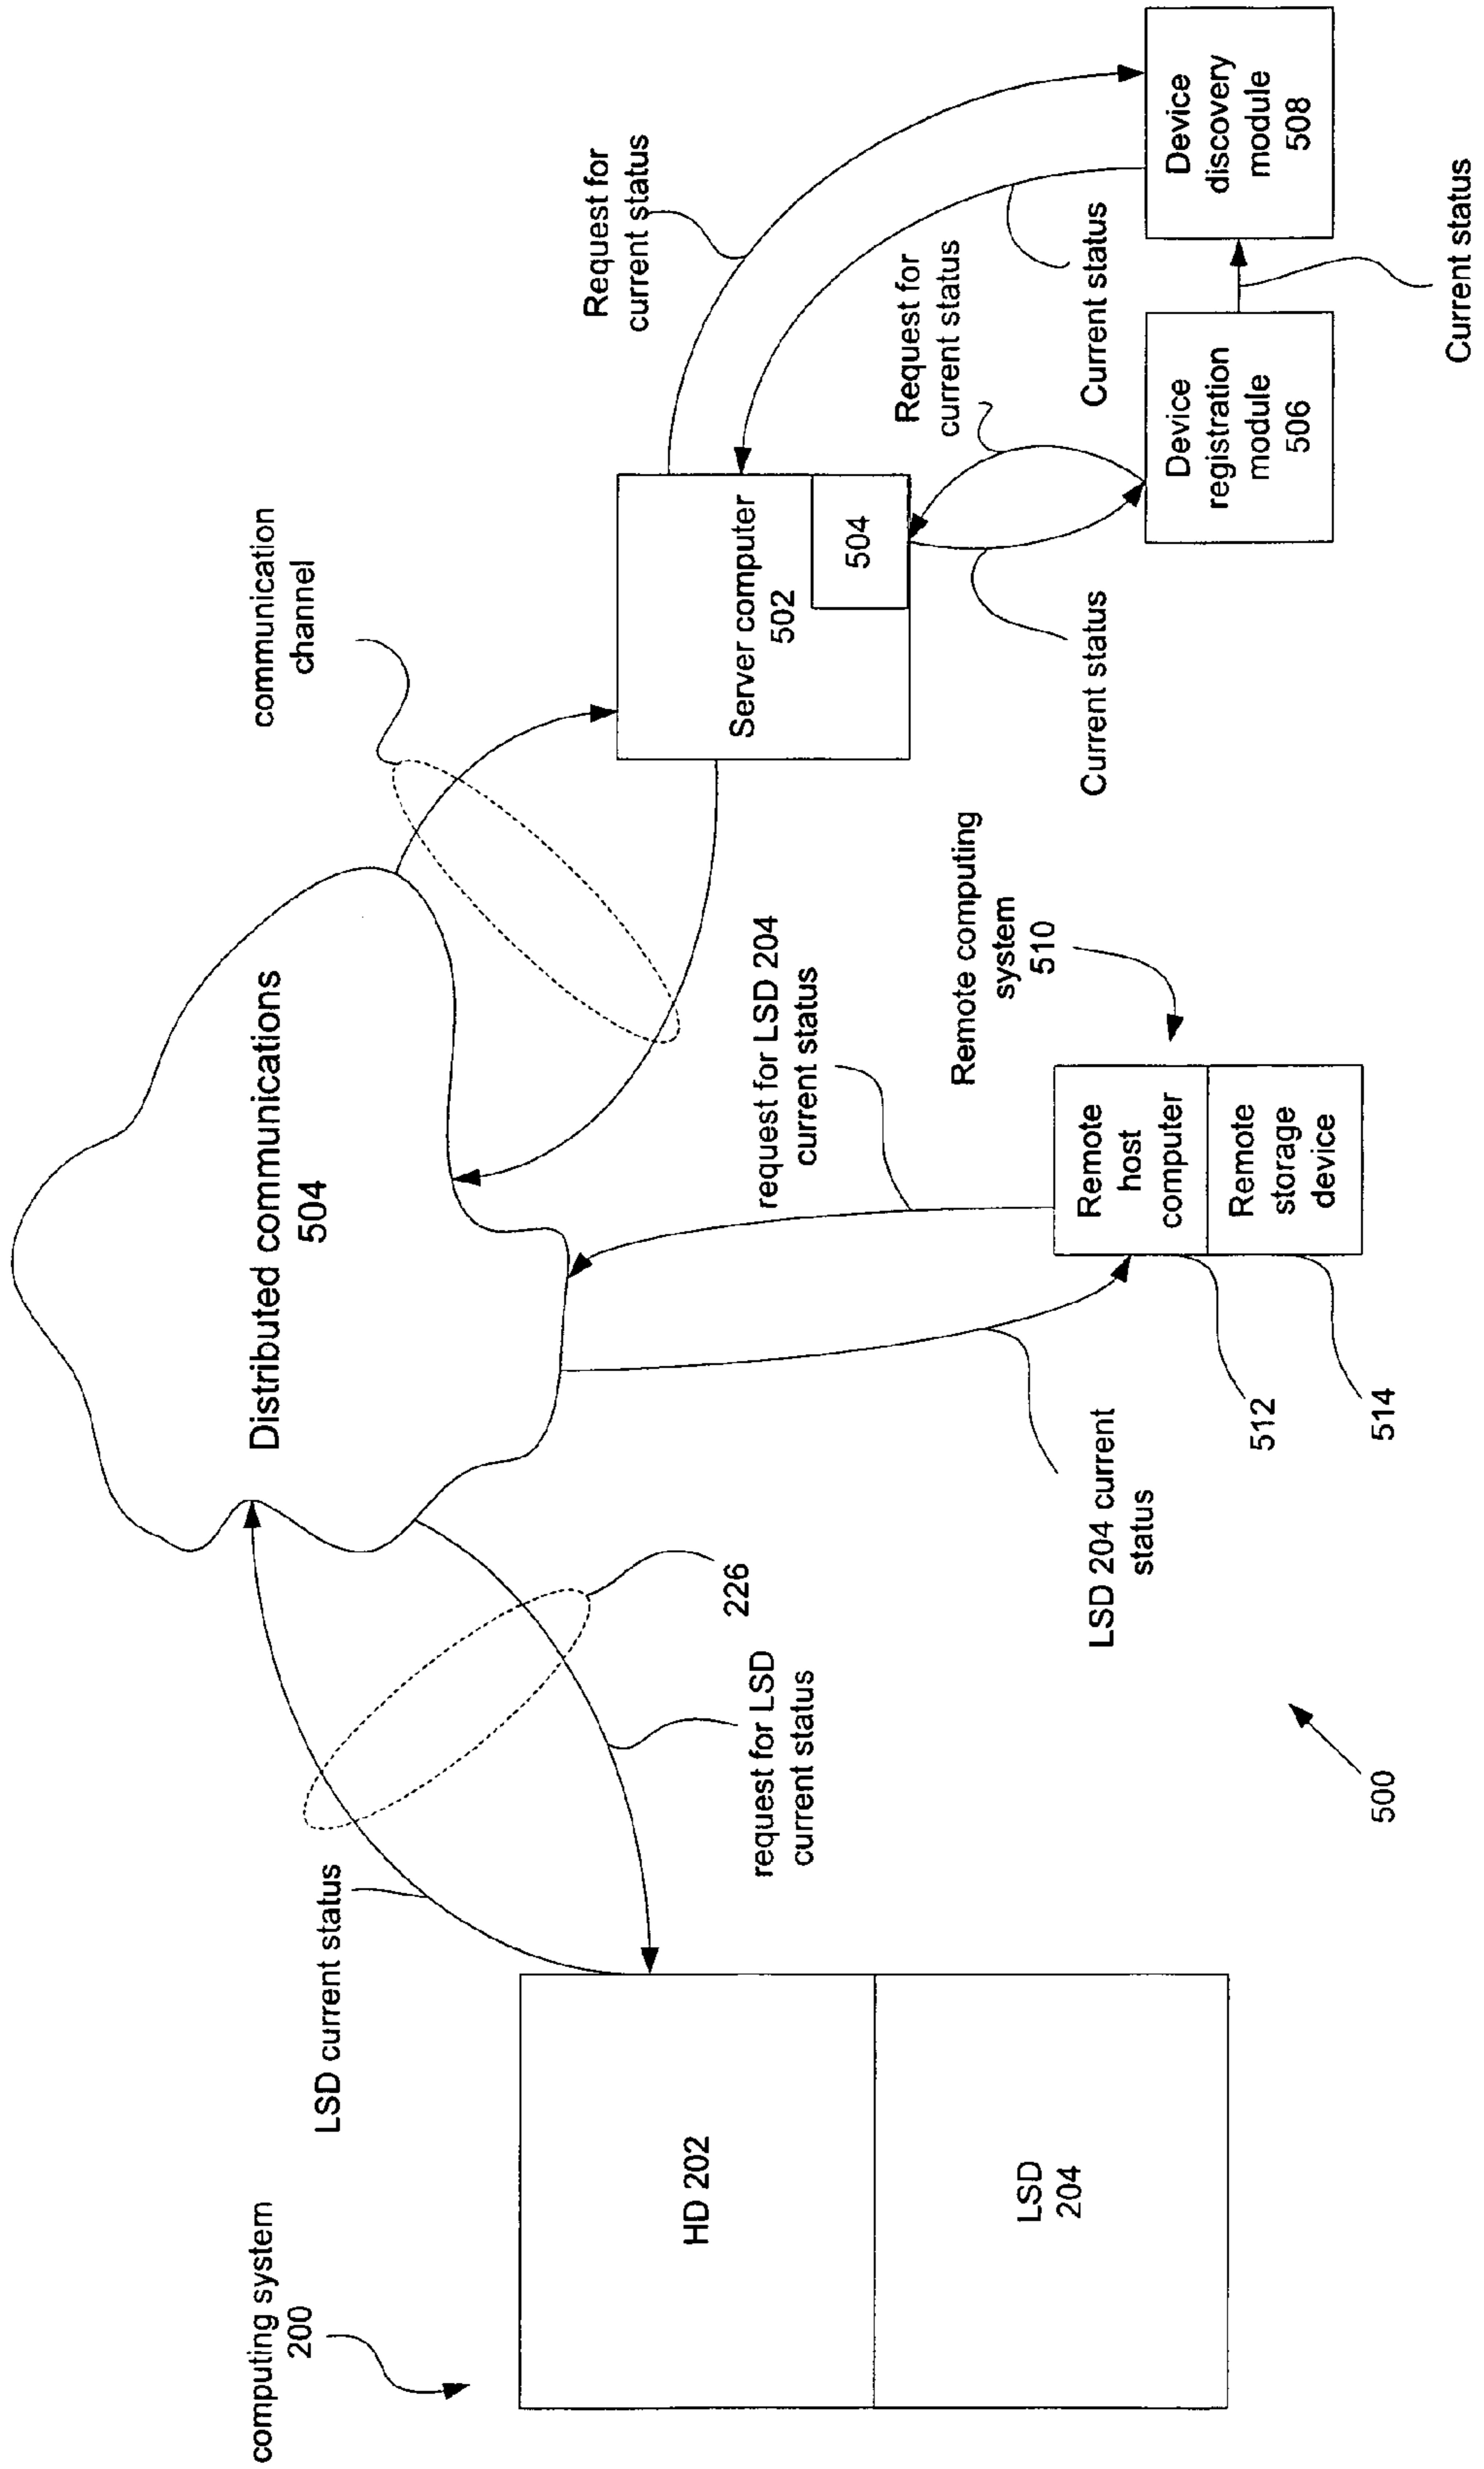 computing system
200
HD 202
LSD
204
LSD current status
request for LSD
current status
226
Distributed communications
504
communication
channel
request for LSD 204
current status
LSD 204 current
status
Remote computing
system
510
Remote
host
computer
Remote
storage
device
512
514
500
Server computer
502
504
Request for
current status
Current status
Request for
current status
Current status
Device
registration
module
506
Device
discovery
module
508
Current status